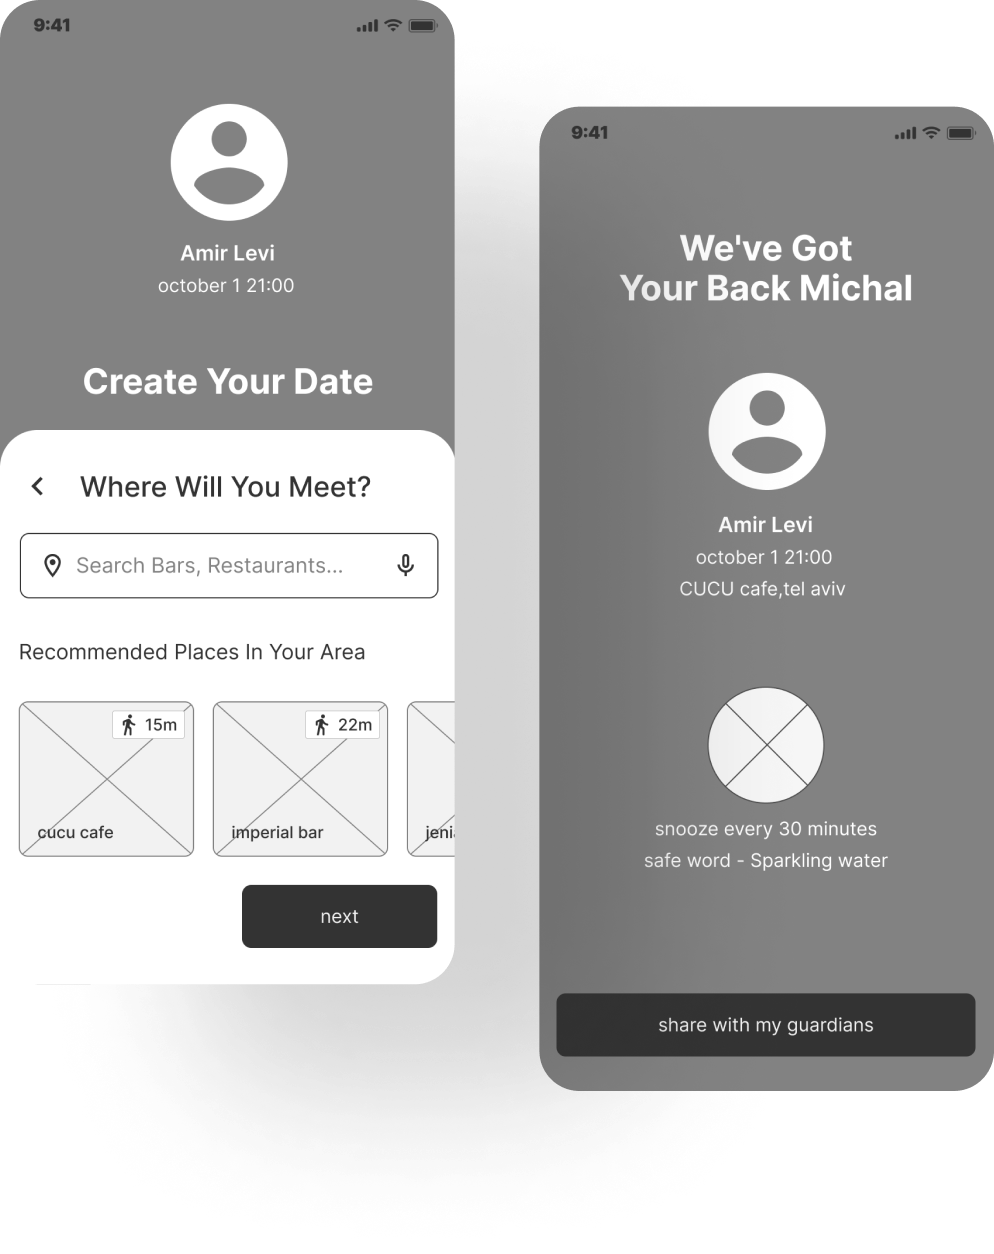 9:41
Amir Levi
october 1 21:00
Create Your Date
Where Will You Meet?
Search Bars, Restaurants...
Recommended Places In Your Area
15m
cucu cafe
22m
imperial bar
next
9:41
We've Got
Your Back Michal
Amir Levi
october 1 21:00
CUCU cafe,tel aviv
snooze every 30 minutes
safe word - Sparkling water
share with my guardians